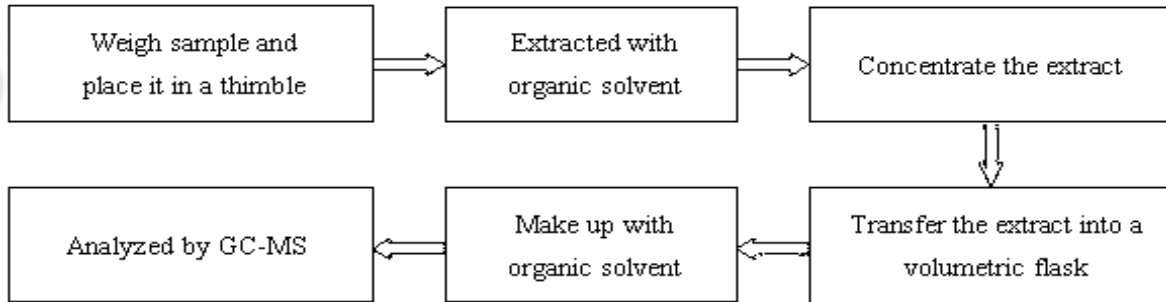 Weigh sample and
place it in a thimble
Extracted with
organic solvent
Concentrate the extract
Transfer the extract into a
volumetric flask
Make up with
organic solvent
Analyzed by GC-MS